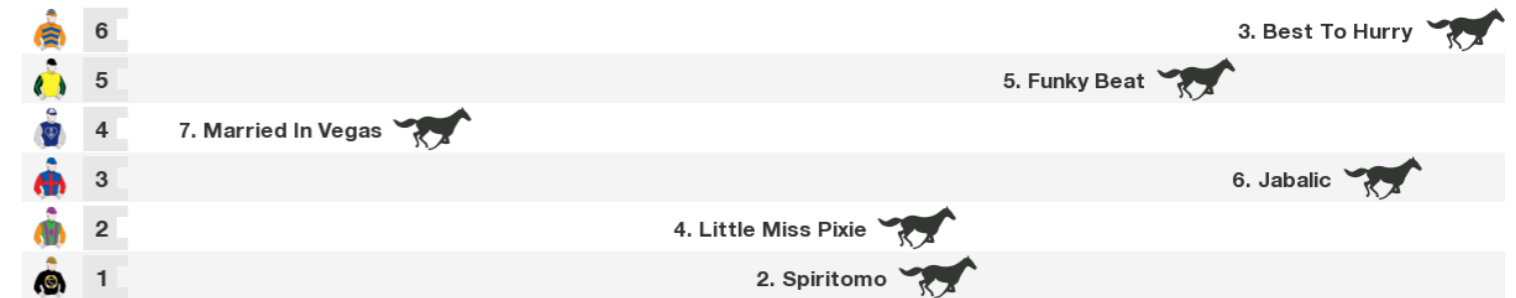 6 3. Best To Hurry
5 5. Funky Beat
4 7. Married In Vegas
3 6. Jabalic
2 4. Little Miss Pixie
1 2. Spiritomo